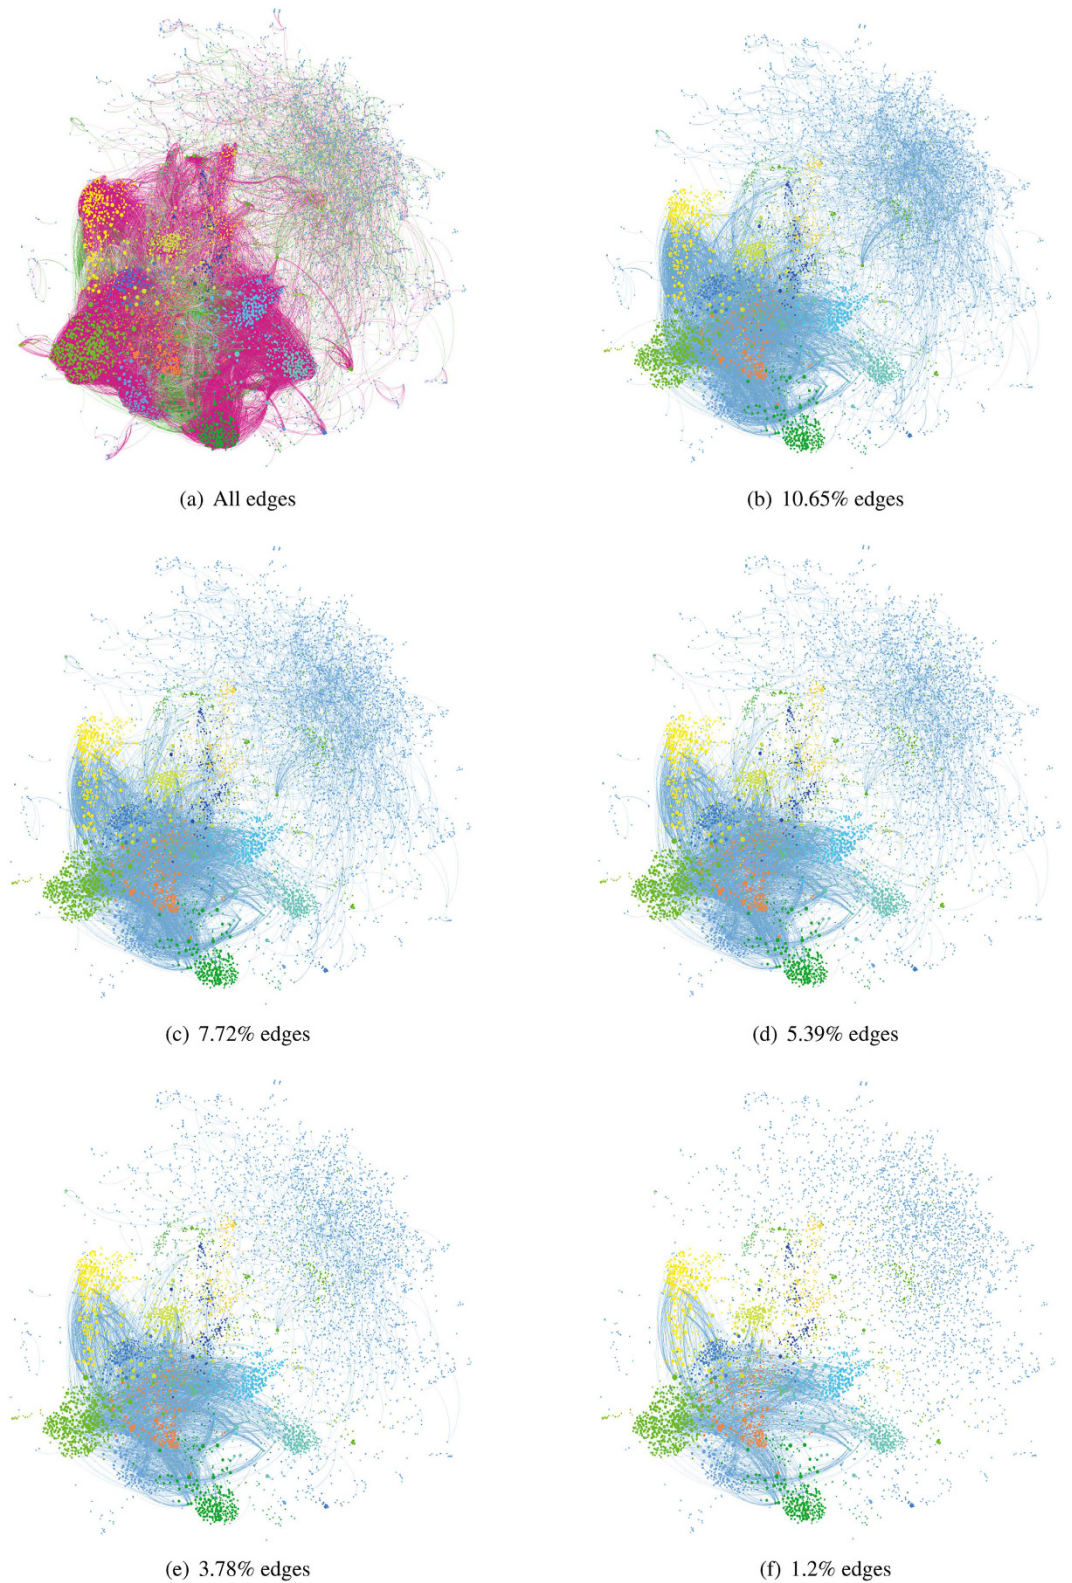 (a) All edges
(b) 10.65% edges
(c) 7.72% edges
(d) 5.39% edges
(e) 3.78% edges
(f) 1.2% edges